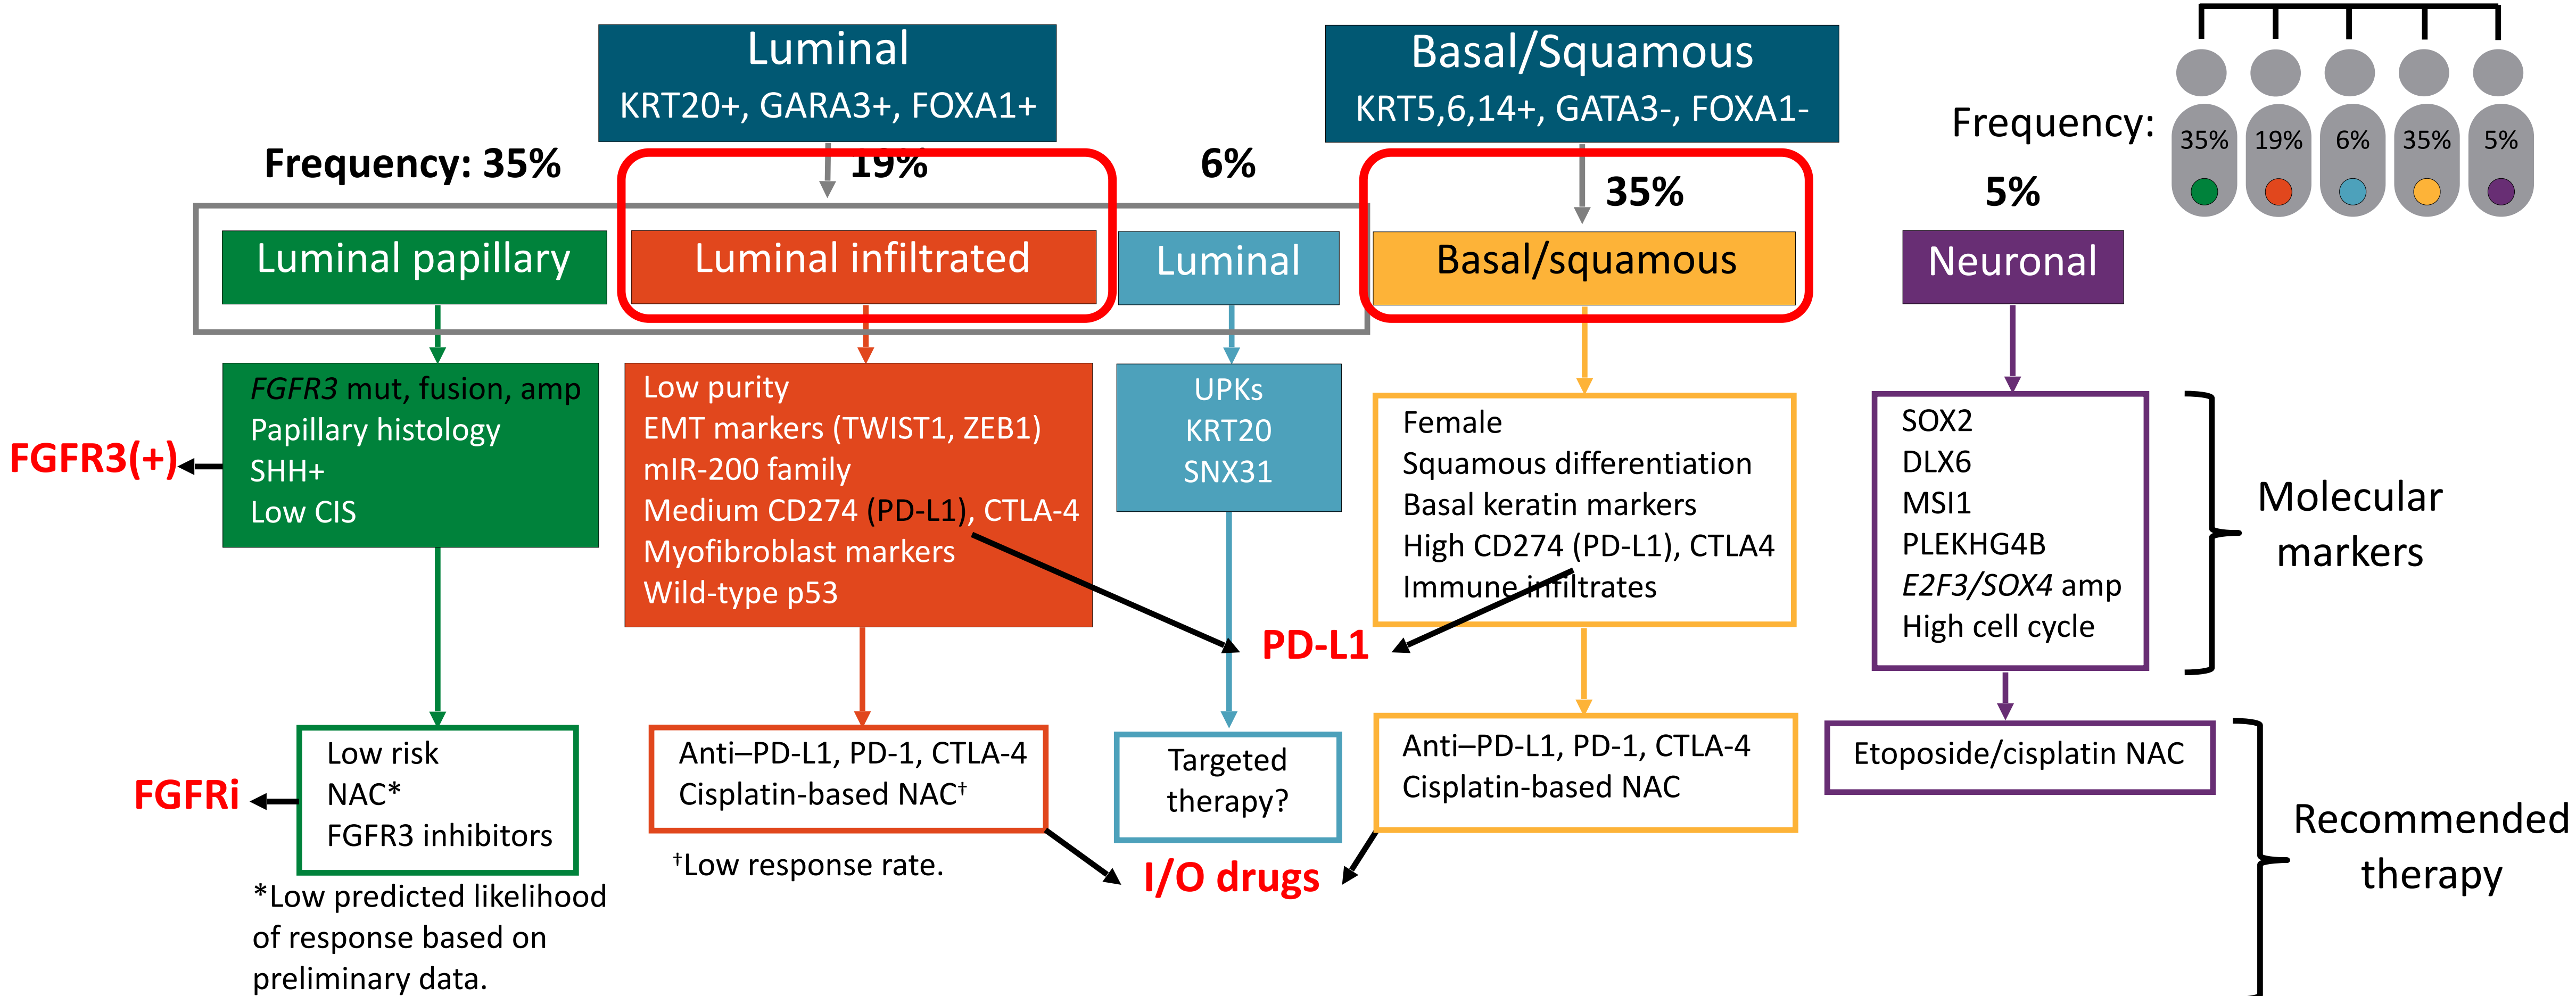 Luminal
KRT20+, GARA3+, FOXA1+
Basal/Squamous
KRT5,6,14+, GATA3-, FOXA1-
Frequency:
35%
19%
6%
35%
5%
Frequency: 35%
19%
6%
35%
5%
Luminal papillary
Luminal infiltrated
Luminal
Basal/squamous
Neuronal
FGFR3 mut, fusion, amp
Papillary histology
SHH+
Low CIS
FGFR3(+)
Low purity
EMT markers (TWIST1, ZEB1)
mIR-200 family
Medium CD274 (PD-L1), CTLA-4
Myofibroblast markers
Wild-type p53
UPKs
KRT20
SNX31
Female
Squamous differentiation
Basal keratin markers
High CD274 (PD-L1), CTLA4
Immune infiltrates
SOX2
DLX6
MSI1
PLEKHG4B
E2F3/SOX4 amp
High cell cycle
Molecular
markers
PD-L1
Low risk
NAC*
FGFR3 inhibitors
FGFRi
*Low predicted likelihood
of response based on
preliminary data.
Anti–PD-L1, PD-1, CTLA-4
Cisplatin-based NAC†
†Low response rate.
Targeted
therapy?
I/O drugs
Anti–PD-L1, PD-1, CTLA-4
Cisplatin-based NAC
Etoposide/cisplatin NAC
Recommended
therapy